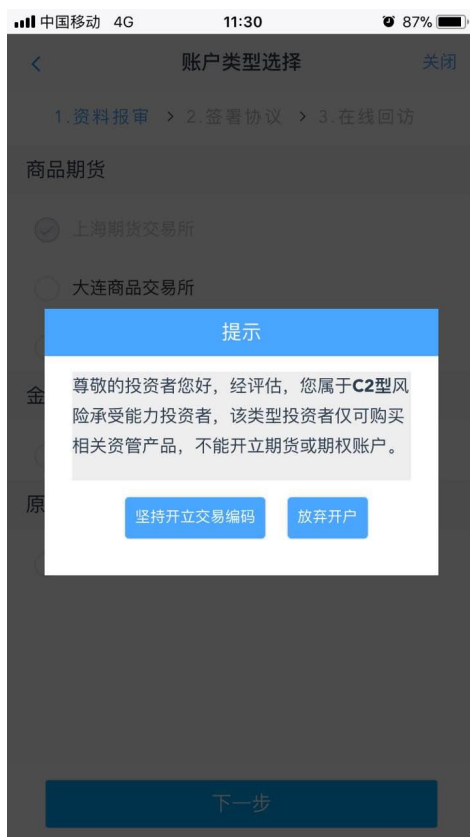 中国移动 4G 11:30 87%
账户类型选择 关闭
1.资料报审 > 2.签署协议 > 3.在线回访
商品期货
上海期货交易所
大连商品交易所
提示
尊敬的投资者您好，经评估，您属于C2型风
险承受能力投资者，该类型投资者仅可购买
相关资管产品，不能开立期货或期权账户。
金
原
坚持开立交易编码 放弃开户
下一步